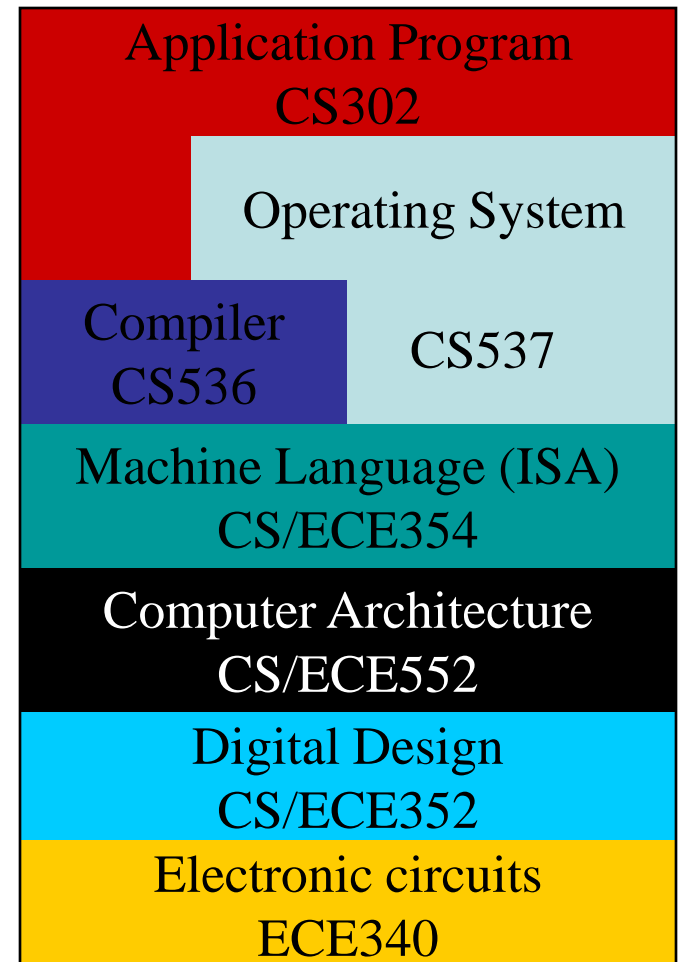 Application Program
CS302
Operating System
Compiler
CS536
CS537
Machine Language (ISA)
CS/ECE354
Computer Architecture
CS/ECE552
Digital Design
CS/ECE352
Electronic circuits
ECE340